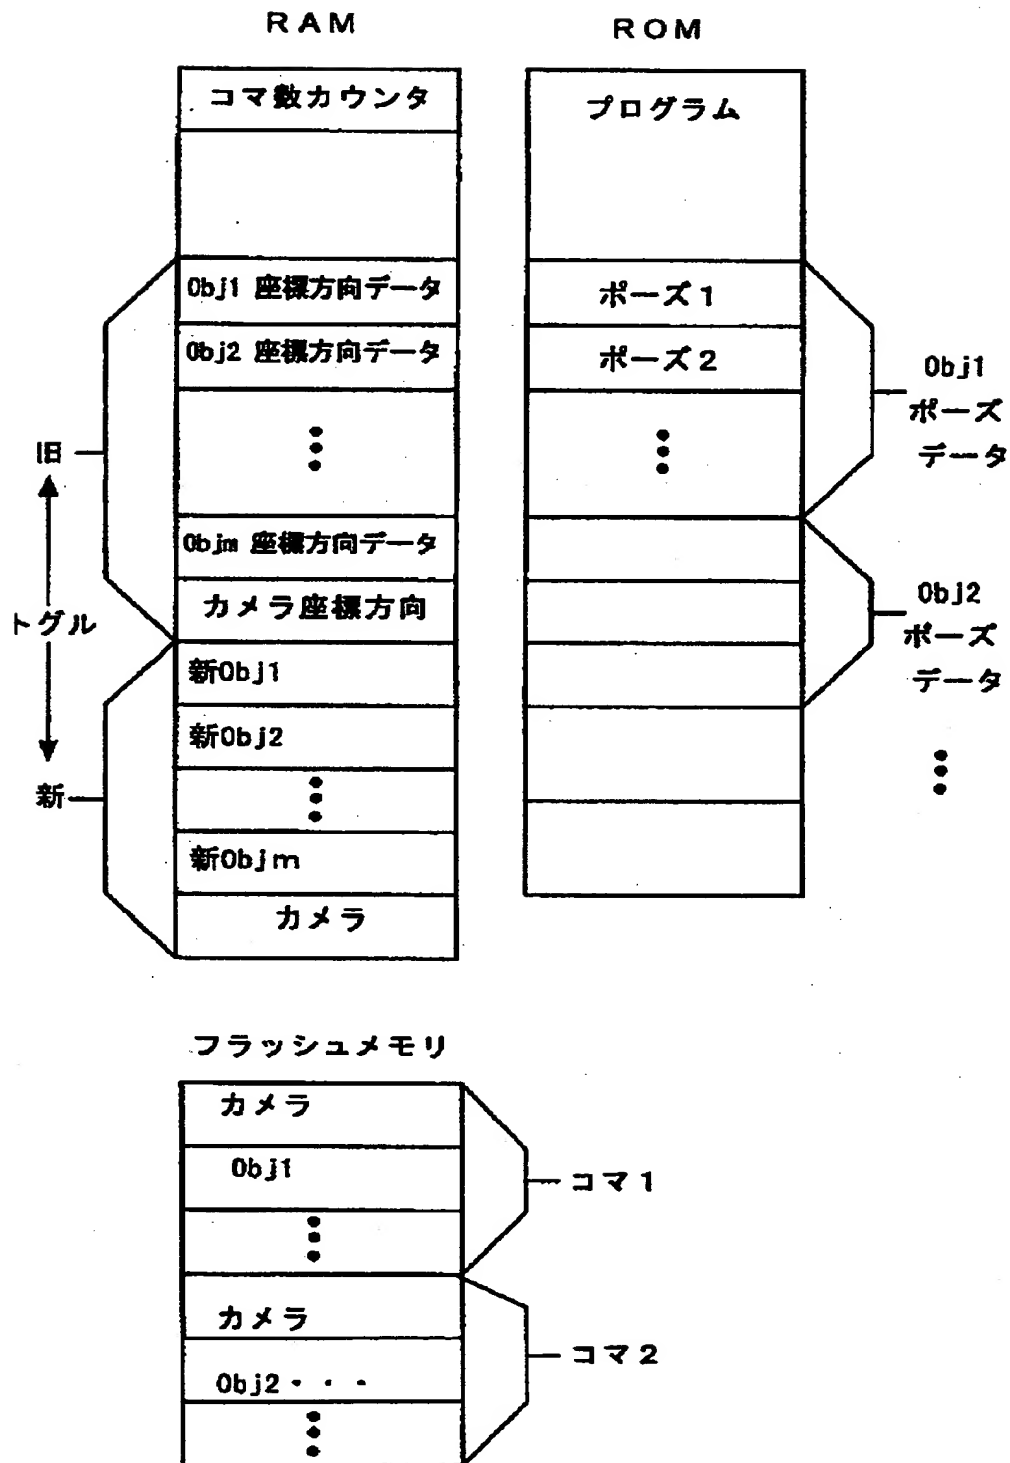 RAM
コマ数カウンタ
Obj1 座標方向データ
Obj2 座標方向データ
Objm 座標方向データ
カメラ座標方向
新Obj1
新Obj2
新Objm
カメラ
旧
トグル
新
ROM
プログラム
ポーズ1
ポーズ2
Obj1
ポーズ
データ
Obj2
ポーズ
データ
フラッシュメモリ
カメラ
Obj1
カメラ
Obj2・・・
コマ1
コマ2